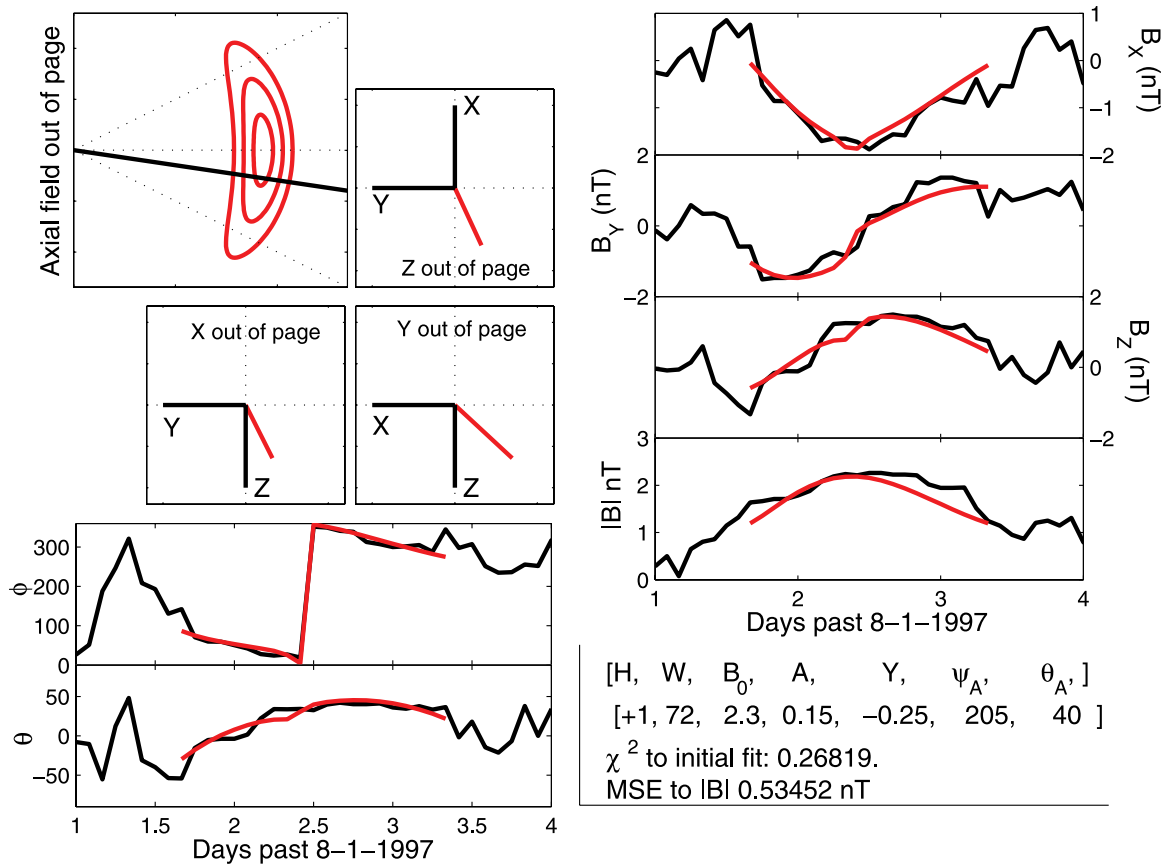 Axial field out of page
X
Y
Z out of page
X out of page
Y
Z
Y out of page
X
Z
300
200
100
0
ϕ
50
0
−50
θ
1
1.5
2
2.5
3
3.5
4
Days past 8−1−1997
1
0
−1
−2
B_X (nT)
2
0
−2
B_Y (nT)
2
0
−2
B_Z (nT)
3
2
1
0
|B| nT
1
2
3
4
Days past 8−1−1997
[H, W, B_0, A, Y, ψ_A, θ_A, ]
[+1, 72, 2.3, 0.15, −0.25, 205, 40 ]
χ^2 to initial fit: 0.26819.
MSE to |B| 0.53452 nT